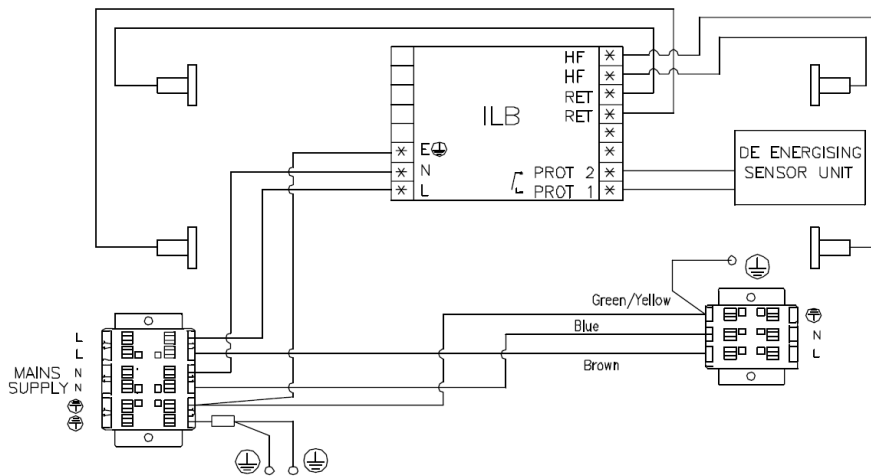 HF
HF
RET
RET
ILB
E
N
L
PROT 2
PROT 1
DE ENERGISING
SENSOR UNIT
Green/Yellow
Blue
Brown
N
L
L
L
MAINS
SUPPLY
N
N